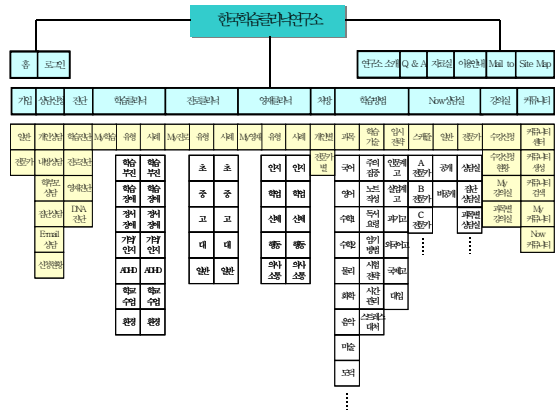 한국학습클리닉연구소
홈 로그인 연구소 소개 Q & A 자료실 이용안내 Mail to Site Map
가입 상담신청 진단 학습클리닉 진로클리닉 영재클리닉 처방 학습방법 Now상담실 강의실 커뮤니티
일반 개인상담 학습진단 My학습 유형 사례 My진로 유형 사례 My영재 유형 사례 개인별 과목 학습기술 입시전략 스케쥴 일반 전문가 수강신청 커뮤니티센터
전문가 내방상담 진로진단 학습부진 학습부진 초 초 인지 인지 전문가별 국어 주의집중 인문계고 A전문가 공개 상담실 수강신청현황 커뮤니티생성
학부모상담 영재진단 학습장애 학습장애 중 중 학업 학업 영어 노트작성 실업계고 B전문가 비공개 집단상담실 My강의실 커뮤니티검색
집단상담 DNA진단 정서장애 정서장애 고 고 신체 신체 수학1 독서요령 과기고 C전문가 과목별상담실 과목별강의실 My커뮤니티
E-mail상담 기억/인지 기억/인지 대 대 행동 행동 수학2 암기방법 외국어고 Now커뮤니티
신청현황 ADHD ADHD 일반 일반 의사소통 의사소통 물리 시험전략 국제고
학교수업 학교수업 화학 시간관리 대입
환경 환경 음악 스트레스대처
미술
도덕